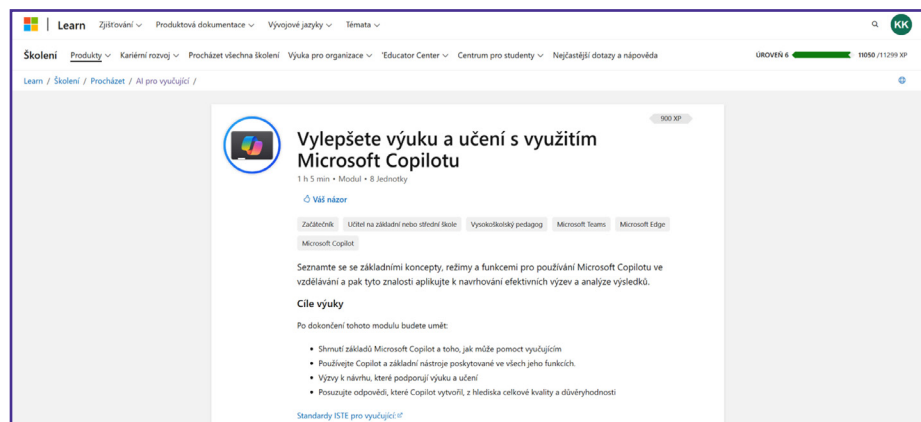 Learn Zjišťování Produktová dokumentace Vývojové jazyky Témata KK
Školení Produkty Kariérní rozvoj Procházet všechna školení Výuka pro organizace 'Educator Center Centrum pro studenty Nejčastější dotazy a nápověda ÚROVEŇ 6 11050 /11299 XP
Learn / Školení / Procházet / AI pro vyučující /
900 XP
Vylepšete výuku a učení s využitím
Microsoft Copilotu
1 h 5 min • Modul • 8 Jednotky
Váš názor
Začátečník Učitel na základní nebo střední škole Vysokoškolský pedagog Microsoft Teams Microsoft Edge
Microsoft Copilot
Seznamte se se základními koncepty, režimy a funkcemi pro používání Microsoft Copilotu ve
vzdělávání a pak tyto znalosti aplikujte k navrhování efektivních výzev a analýze výsledků.
Cíle výuky
Po dokončení tohoto modulu budete umět:
• Shrnutí základů Microsoft Copilot a toho, jak může pomoct vyučujícím
• Používejte Copilot a základní nástroje poskytované ve všech jeho funkcích.
• Výzvy k návrhu, které podporují výuku a učení
• Posuzujte odpovědi, které Copilot vytvořil, z hlediska celkové kvality a důvěryhodnosti
Standardy ISTE pro vyučující: